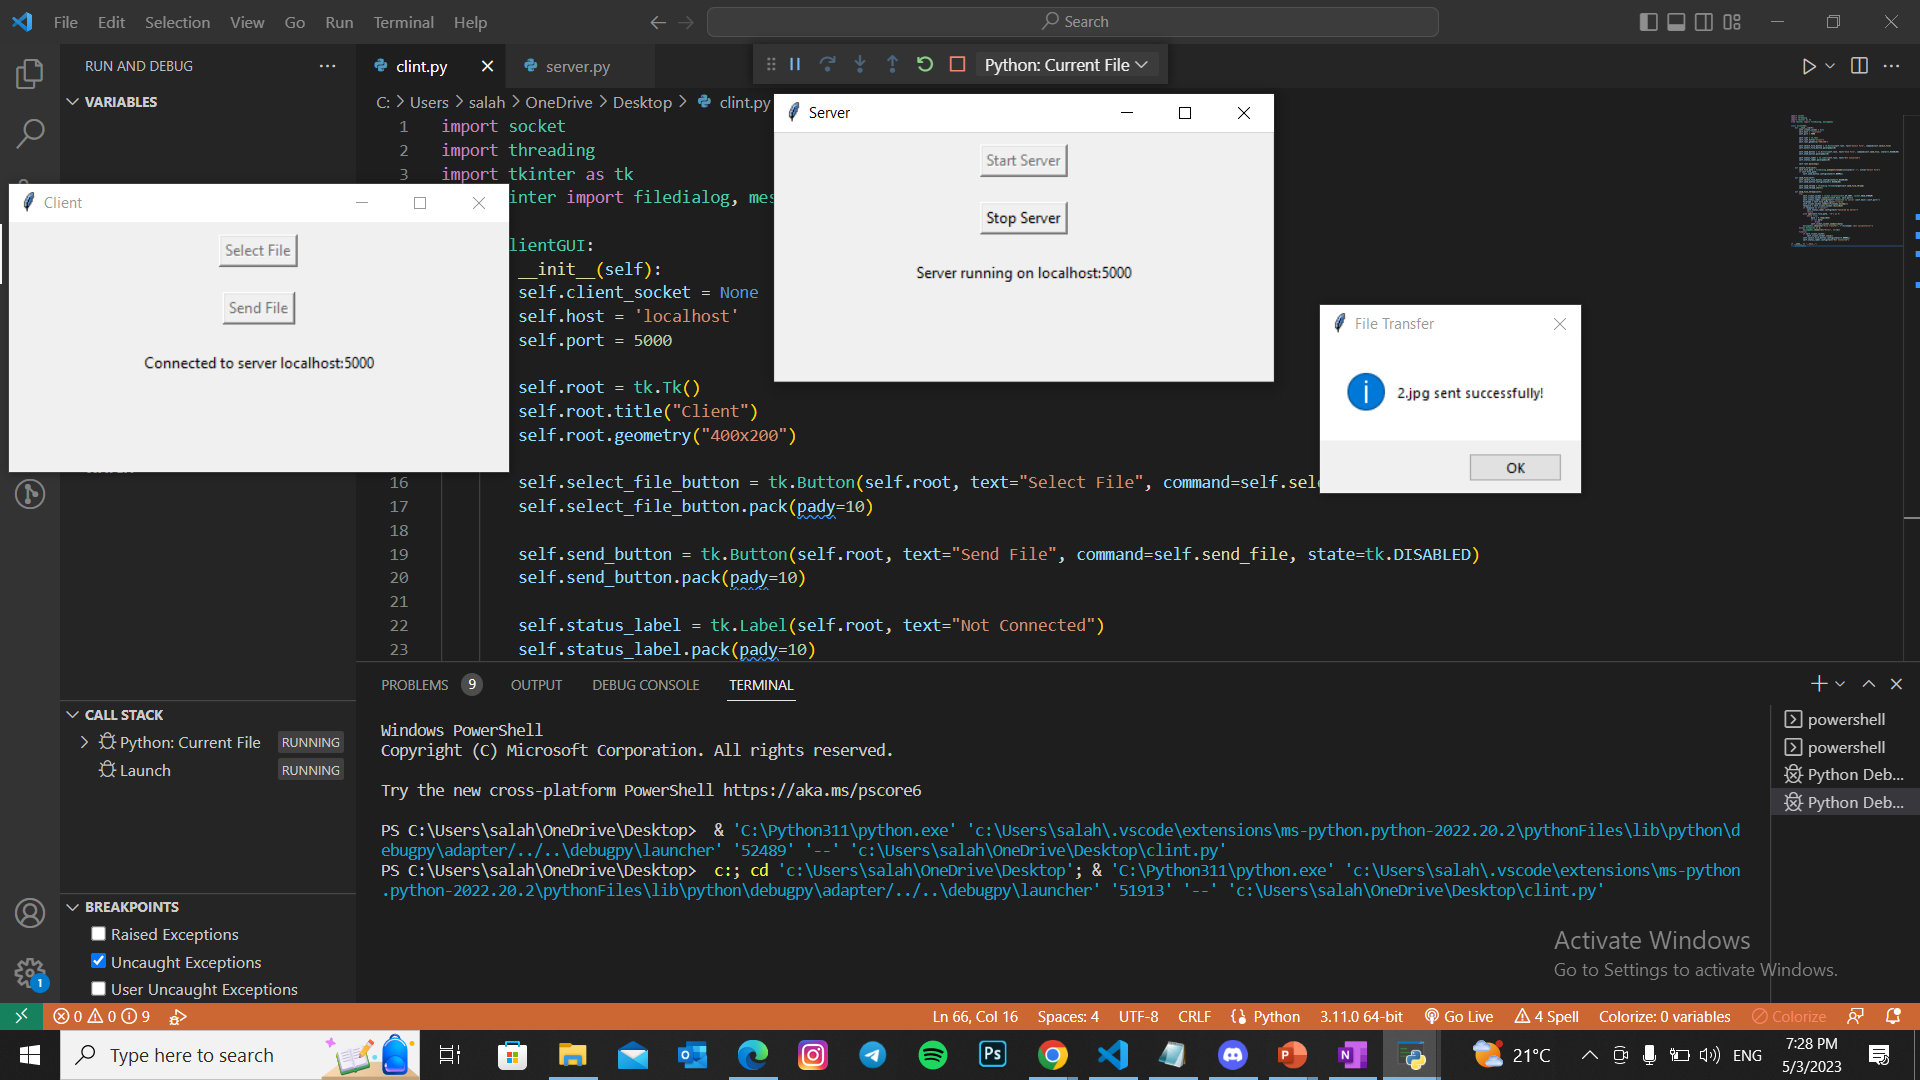 File Edit Selection View Go Run Terminal Help
Search
RUN AND DEBUG
clint.py
server.py
Python: Current File
VARIABLES
C: > Users > salah > OneDrive > Desktop > clint.py
1 import socket
2 import threading
3 import tkinter as tk
inter import filedialog, mes
lientGUI:
__init__(self):
self.client_socket = None
self.host = 'localhost'
self.port = 5000
self.root = tk.Tk()
self.root.title("Client")
self.root.geometry("400x200")
16 self.select_file_button = tk.Button(self.root, text="Select File", command=self.sel
17 self.select_file_button.pack(pady=10)
18
19 self.send_button = tk.Button(self.root, text="Send File", command=self.send_file, state=tk.DISABLED)
20 self.send_button.pack(pady=10)
21
22 self.status_label = tk.Label(self.root, text="Not Connected")
23 self.status_label.pack(pady=10)
Client
Select File
Send File
Connected to server localhost:5000
Server
Start Server
Stop Server
Server running on localhost:5000
File Transfer
2.jpg sent successfully!
OK
CALL STACK
Python: Current File RUNNING
Launch RUNNING
BREAKPOINTS
Raised Exceptions
Uncaught Exceptions
User Uncaught Exceptions
1
PROBLEMS 9 OUTPUT DEBUG CONSOLE TERMINAL
Windows PowerShell
Copyright (C) Microsoft Corporation. All rights reserved.
Try the new cross-platform PowerShell https://aka.ms/pscore6
PS C:\Users\salah\OneDrive\Desktop> & 'C:\Python311\python.exe' 'c:\Users\salah\.vscode\extensions\ms-python.python-2022.20.2\pythonFiles\lib\python\d
ebugpy\adapter/../..\debugpy\launcher' '52489' '--' 'c:\Users\salah\OneDrive\Desktop\clint.py'
PS C:\Users\salah\OneDrive\Desktop> c:; cd 'c:\Users\salah\OneDrive\Desktop'; & 'C:\Python311\python.exe' 'c:\Users\salah\.vscode\extensions\ms-python
.python-2022.20.2\pythonFiles\lib\python\debugpy\adapter/../..\debugpy\launcher' '51913' '--' 'c:\Users\salah\OneDrive\Desktop\clint.py'
powershell
powershell
Python Deb...
Python Deb...
Activate Windows
Go to Settings to activate Windows.
0 0 9
Ln 66, Col 16 Spaces: 4 UTF-8 CRLF Python 3.11.0 64-bit Go Live 4 Spell Colorize: 0 variables Colorize
Type here to search
Ps
21°C
ENG
7:28 PM
5/3/2023